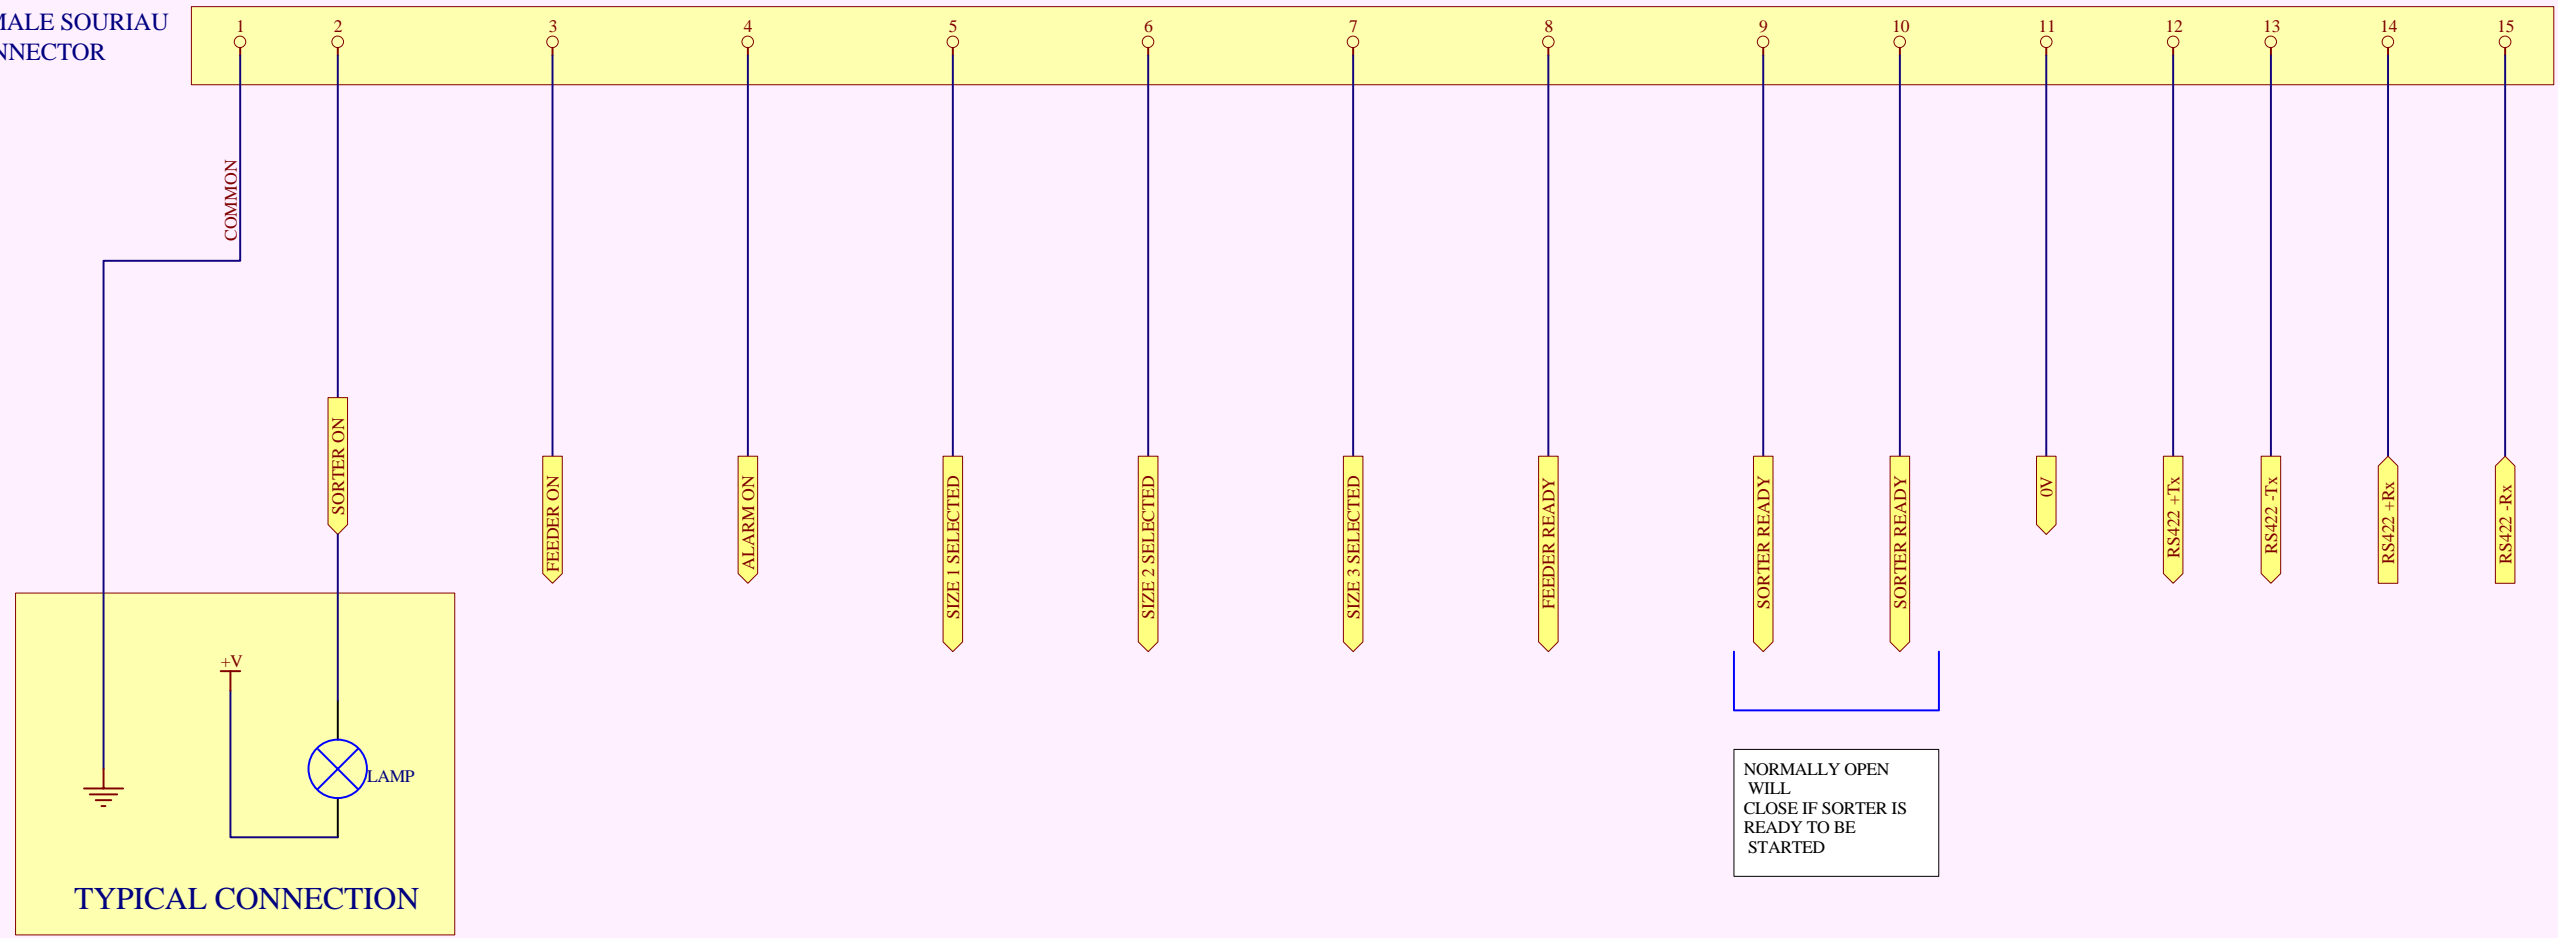 MALE SOURIAU
NNECTOR
1 2 3 4 5 6 7 8 9 10 11 12 13 14 15
COMMON
SORTER ON
FEEDER ON
ALARM ON
SIZE 1 SELECTED
SIZE 2 SELECTED
SIZE 3 SELECTED
FEEDER READY
SORTER READY
SORTER READY
0V
RS422 +Tx
RS422 -Tx
RS422 +Rx
RS422 -Rx
+V
LAMP
TYPICAL CONNECTION
NORMALLY OPEN
WILL
CLOSE IF SORTER IS
READY TO BE
STARTED